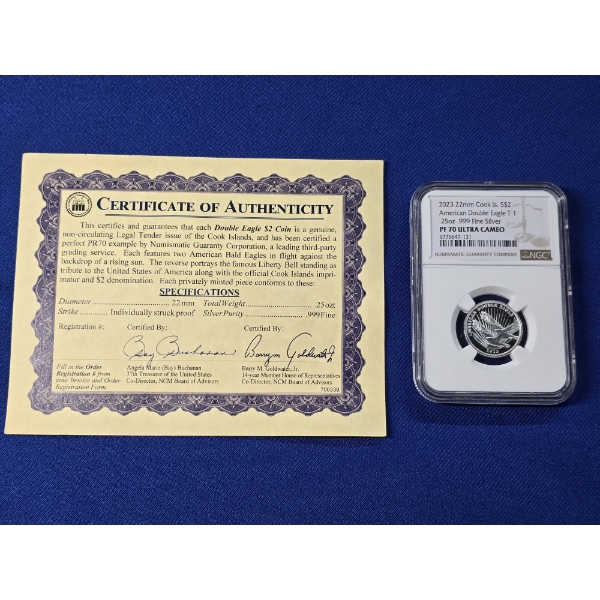 CERTIFICATE OF AUTHENTICITY
This certifies and guarantees that each Double Eagle $2 Coin is a genuine,
non-circulating Legal Tender issue of the Cook Islands, and has been certified a
perfect PR70 example by Numismatic Guaranty Corporation, a leading third-party
grading service. Each features two American Bald Eagles in flight against the
backdrop of a rising sun. The reverse portrays the famous Liberty Bell standing as
tribute to the United States of America along with the official Cook Islands impri-
matur and $2 denomination. Each privately minted piece conforms to these:
SPECIFICATIONS
Diameter .................... 22 mm Total Weight .................... .25 oz.
Strike ........ Individually struck proof Silver Purity .................... .999 Fine
Registration #: Certified By: Certified By:
Bay Buchanan Barry M. Goldwater Jr.
Fill in the Order
Registration # from
your Invoice and Order
Registration Form.
Angela Marie (Bay) Buchanan
37th Treasurer of the United States
Co-Director, NCM Board of Advisors
Barry M. Goldwater, Jr.
14-year Member House of Representatives
Co-Director, NCM Board of Advisors
700339
2023 22mm Cook Is. S$2
American Double Eagle T-1
.25oz .999 Fine Silver
PF 70 ULTRA CAMEO
6776647-131
NUMISMATIC GUARANTY COMPANY
NGC